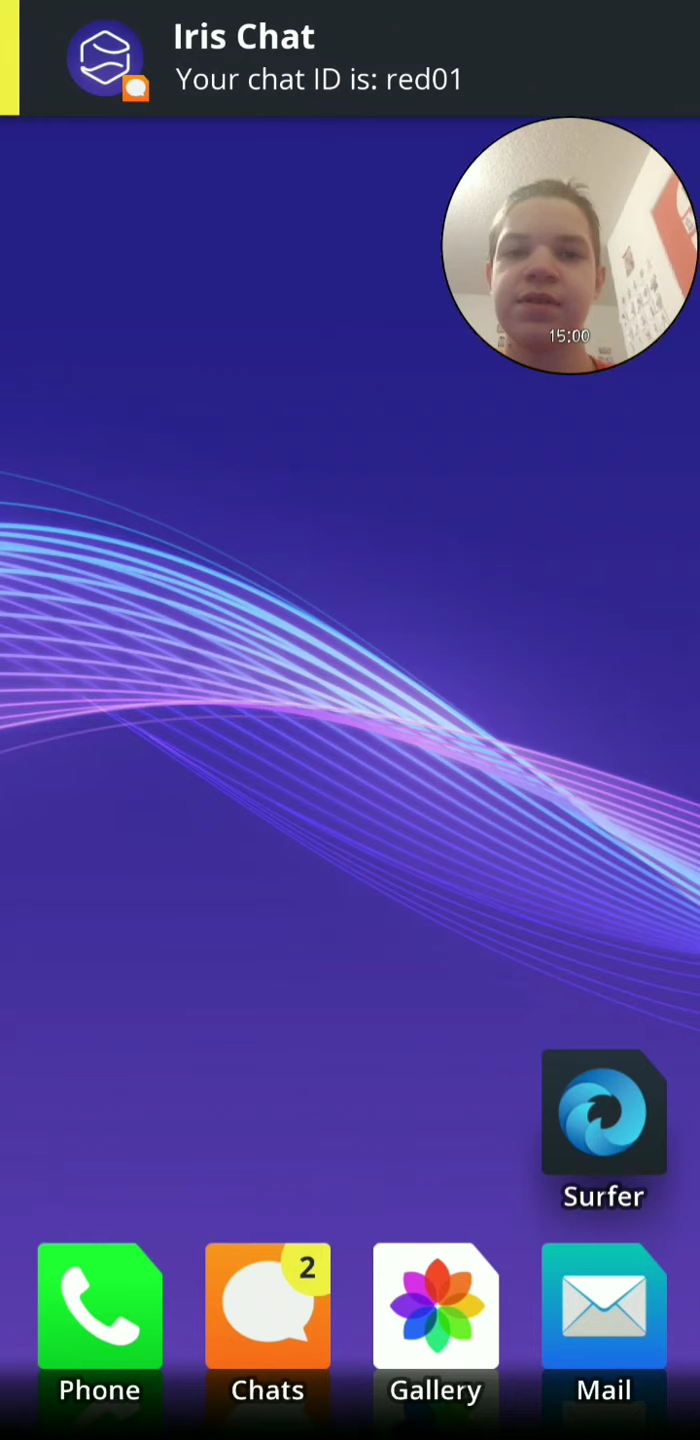 Iris Chat
Your chat ID is: red01
15:00
Surfer
2
Phone
Chats
Gallery
Mail